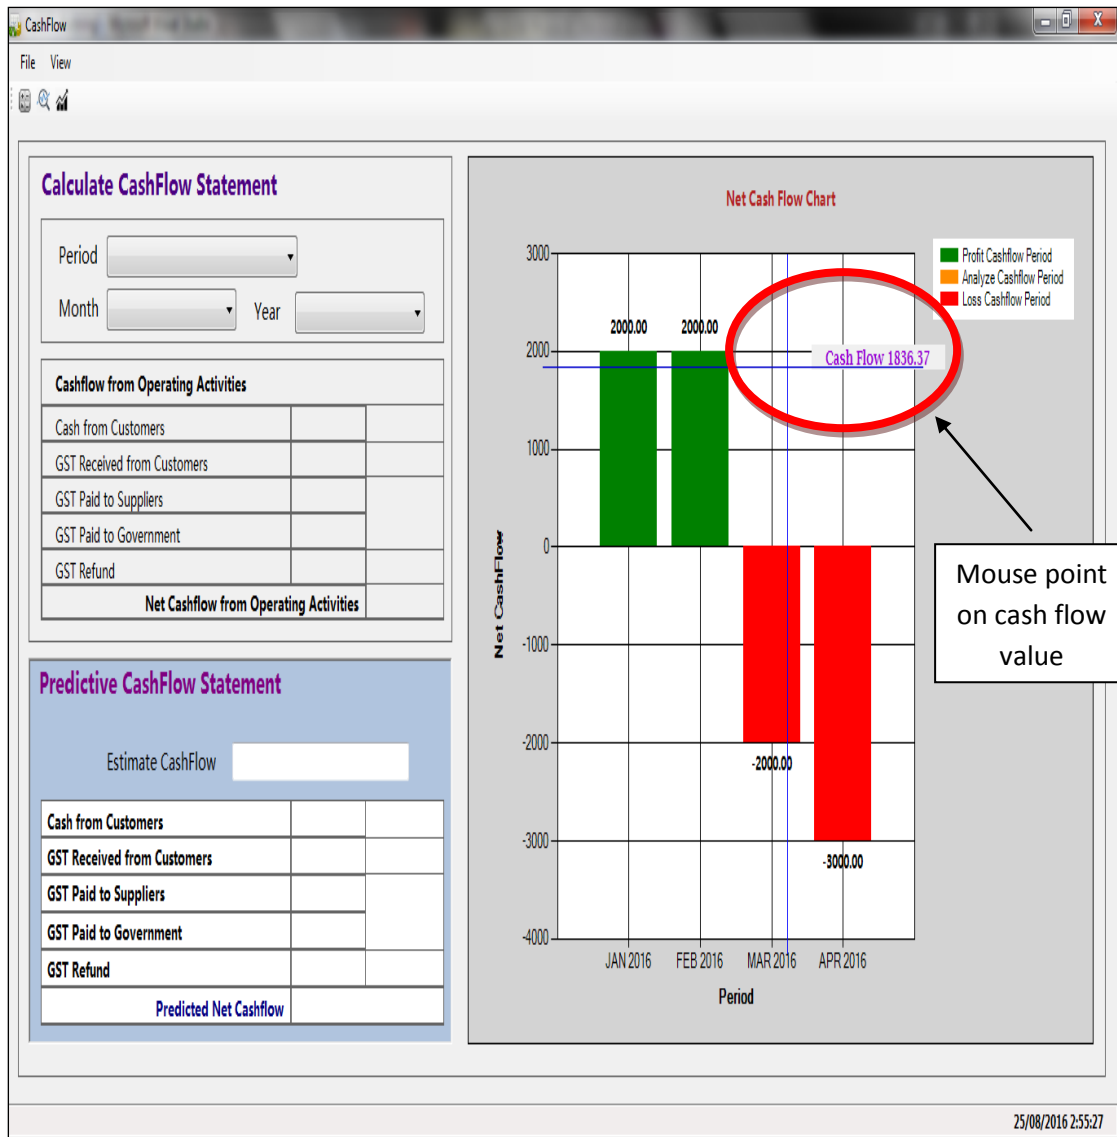 CashFlow
File View
Calculate CashFlow Statement
Period
Month Year
Cashflow from Operating Activities
Cash from Customers
GST Received from Customers
GST Paid to Suppliers
GST Paid to Government
GST Refund
Net Cashflow from Operating Activities
Predictive CashFlow Statement
Estimate CashFlow
Cash from Customers
GST Received from Customers
GST Paid to Suppliers
GST Paid to Government
GST Refund
Predicted Net Cashflow
Net Cash Flow Chart
Profit Cashflow Period
Analyze Cashflow Period
Loss Cashflow Period
3000
2000
1000
0
-1000
-2000
-3000
-4000
Net CashFlow
2000.00 2000.00
Cash Flow 1836.37
-2000.00
-3000.00
JAN 2016 FEB 2016 MAR 2016 APR 2016
Period
Mouse point
on cash flow
value
25/08/2016 2:55:27